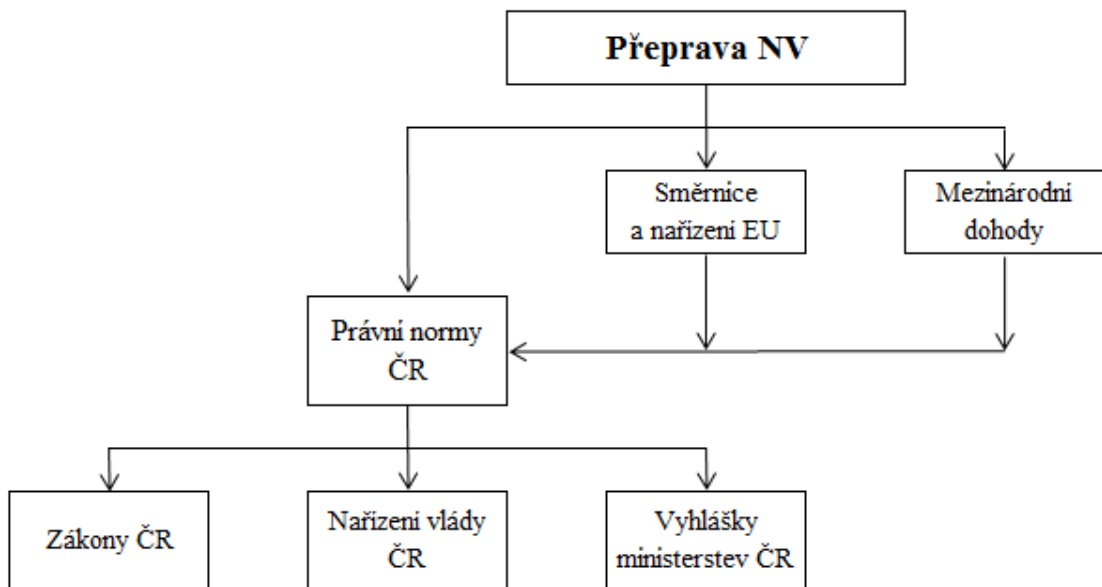 Přeprava NV
Směrnice
a nařízení EU
Mezinárodní
dohody
Právní normy
ČR
Zákony ČR
Nařízení vlády
ČR
Vyhlášky
ministerstev ČR